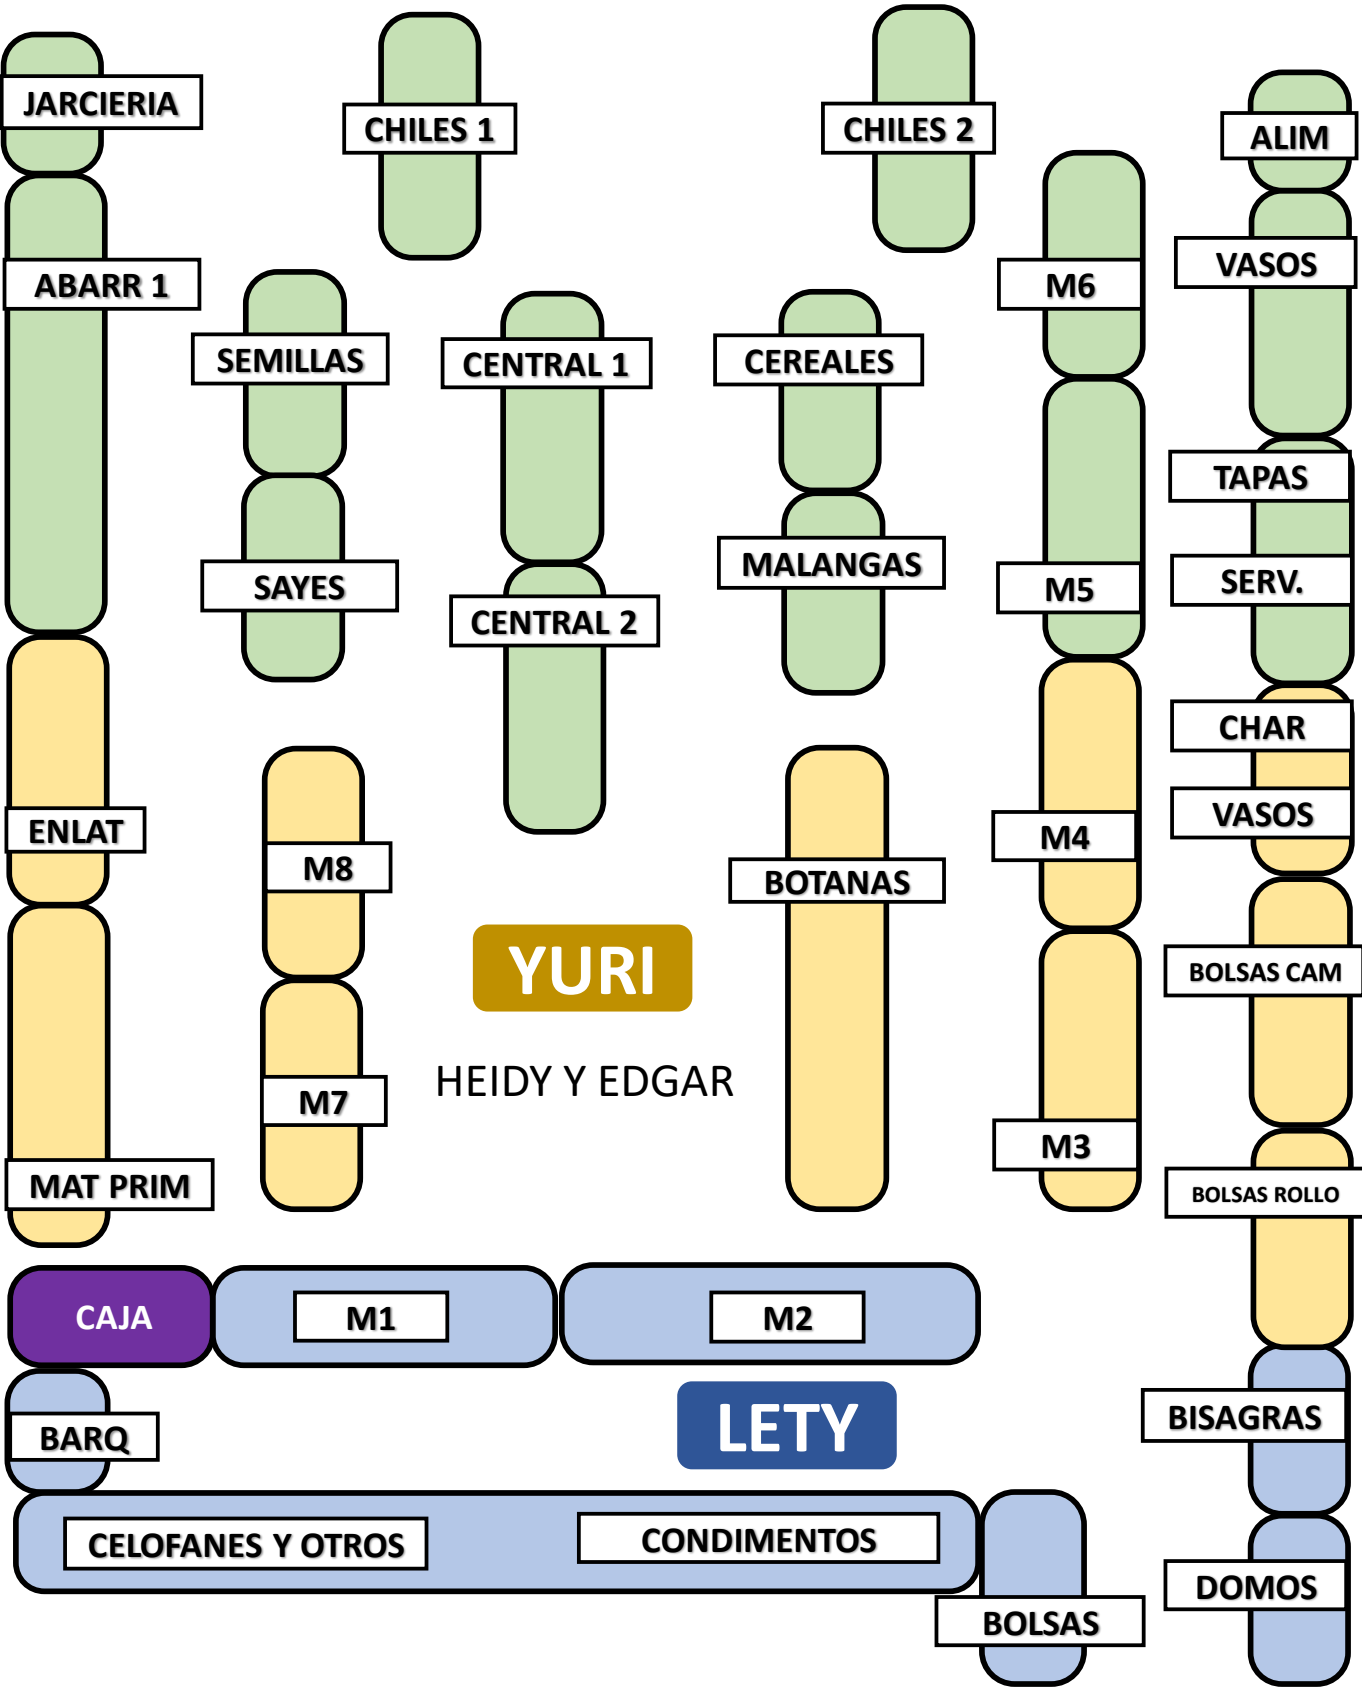 JARCIERIA
CHILES 1
CHILES 2
ALIM
ABARR 1
M6
VASOS
SEMILLAS
CENTRAL 1
CEREALES
TAPAS
SAYES
CENTRAL 2
MALANGAS
M5
SERV.
CHAR
ENLAT
M8
BOTANAS
M4
VASOS
YURI
BOLSAS CAM
HEIDY Y EDGAR
M7
M3
MAT PRIM
BOLSAS ROLLO
CAJA
M1
M2
BARQ
LETY
BISAGRAS
CELOFANES Y OTROS
CONDIMENTOS
DOMOS
BOLSAS